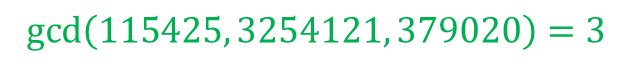 gcd(115425, 3254121, 379020) = 3